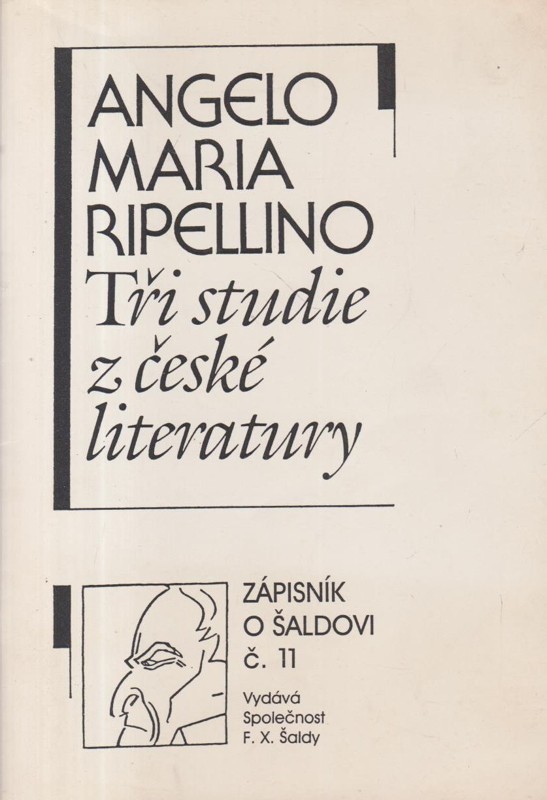 ANGELO
MARIA
RIPELLINO
Tři studie
z české
literatury
ZÁPISNÍK
O ŠALDOVI
č. 11
Vydává
Společnost
F. X. Šaldy